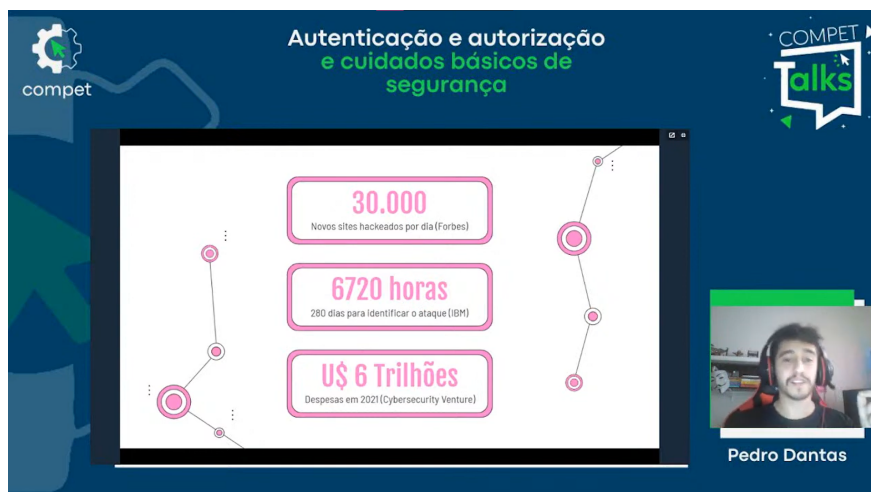 compet
Autenticação e autorização
e cuidados básicos de
segurança
COMPET
Talks
30.000
Novos sites hackeados por dia (Forbes)
6720 horas
280 dias para identificar o ataque (IBM)
U$ 6 Trilhões
Despesas em 2021 (Cybersecurity Venture)
Pedro Dantas